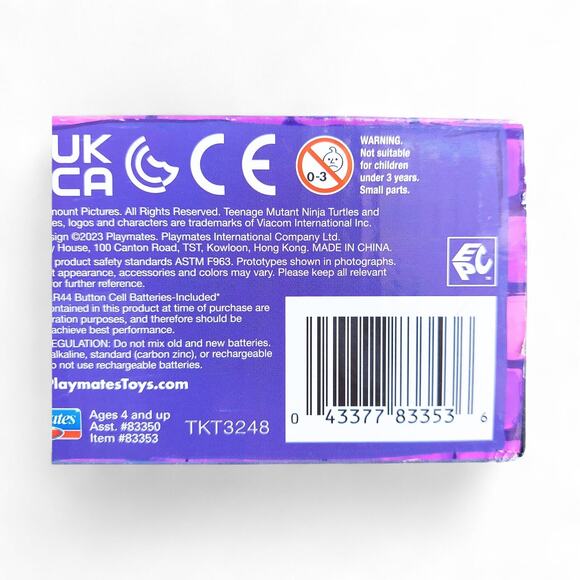 UK
CA
CE
0-3
WARNING.
Not suitable
for children
under 3 years.
Small parts.
mount Pictures. All Rights Reserved. Teenage Mutant Ninja Turtles and
es, logos and characters are trademarks of Viacom International Inc.
sign ©2023 Playmates. Playmates International Company Ltd.
y House, 100 Canton Road, TST, Kowloon, Hong Kong. MADE IN CHINA.
product safety standards ASTM F963. Prototypes shown in photographs.
t appearance, accessories and colors may vary. Please keep all relevant
for further reference.
EPC
LR44 Button Cell Batteries-Included*
ontained in this product at time of purchase are
ration purposes, and therefore should be
achieve best performance.
EGULATION: Do not mix old and new batteries.
alkaline, standard (carbon zinc), or rechargeable
o not use rechargeable batteries.
PlaymatesToys.com
ates
Ages 4 and up
Asst. #83350
Item #83353
TKT3248
0 43377 83353 6